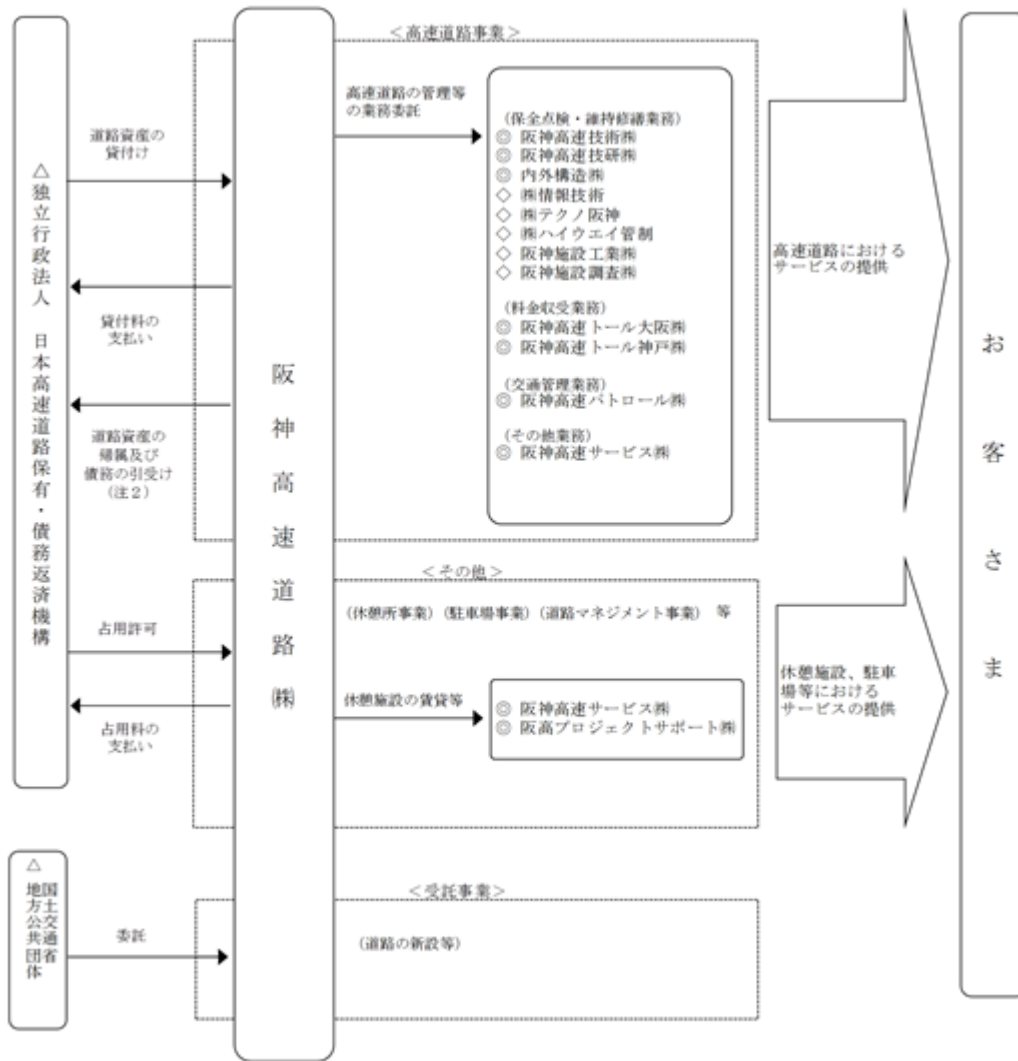 △独立行政法人　日本高速道路保有・債務返済機構
道路資産の
貸付け
貸付料の
支払い
道路資産の
帰属及び
債務の引受け
（注２）
占用許可
占用料の
支払い
△
国土交通省
地方公共団体
委託
阪神高速道路㈱
＜高速道路事業＞
高速道路の管理等
の業務委託
（保全点検・維持修繕業務）
◎ 阪神高速技術㈱
◎ 阪神高速技研㈱
◎ 内外構造㈱
◇ ㈱情報技術
◇ ㈱テクノ阪神
◇ ㈱ハイウエイ管制
◇ 阪神施設工業㈱
◇ 阪神施設調査㈱
（料金収受業務）
◎ 阪神高速トール大阪㈱
◎ 阪神高速トール神戸㈱
（交通管理業務）
◎ 阪神高速パトロール㈱
（その他業務）
◎ 阪神高速サービス㈱
＜その他＞
（休憩所事業）（駐車場事業）（道路マネジメント事業）　等
休憩施設の賃貸等
◎ 阪神高速サービス㈱
◎ 阪高プロジェクトサポート㈱
＜受託事業＞
（道路の新設等）
高速道路における
サービスの提供
休憩施設、駐車
場等における
サービスの提供
お客さま